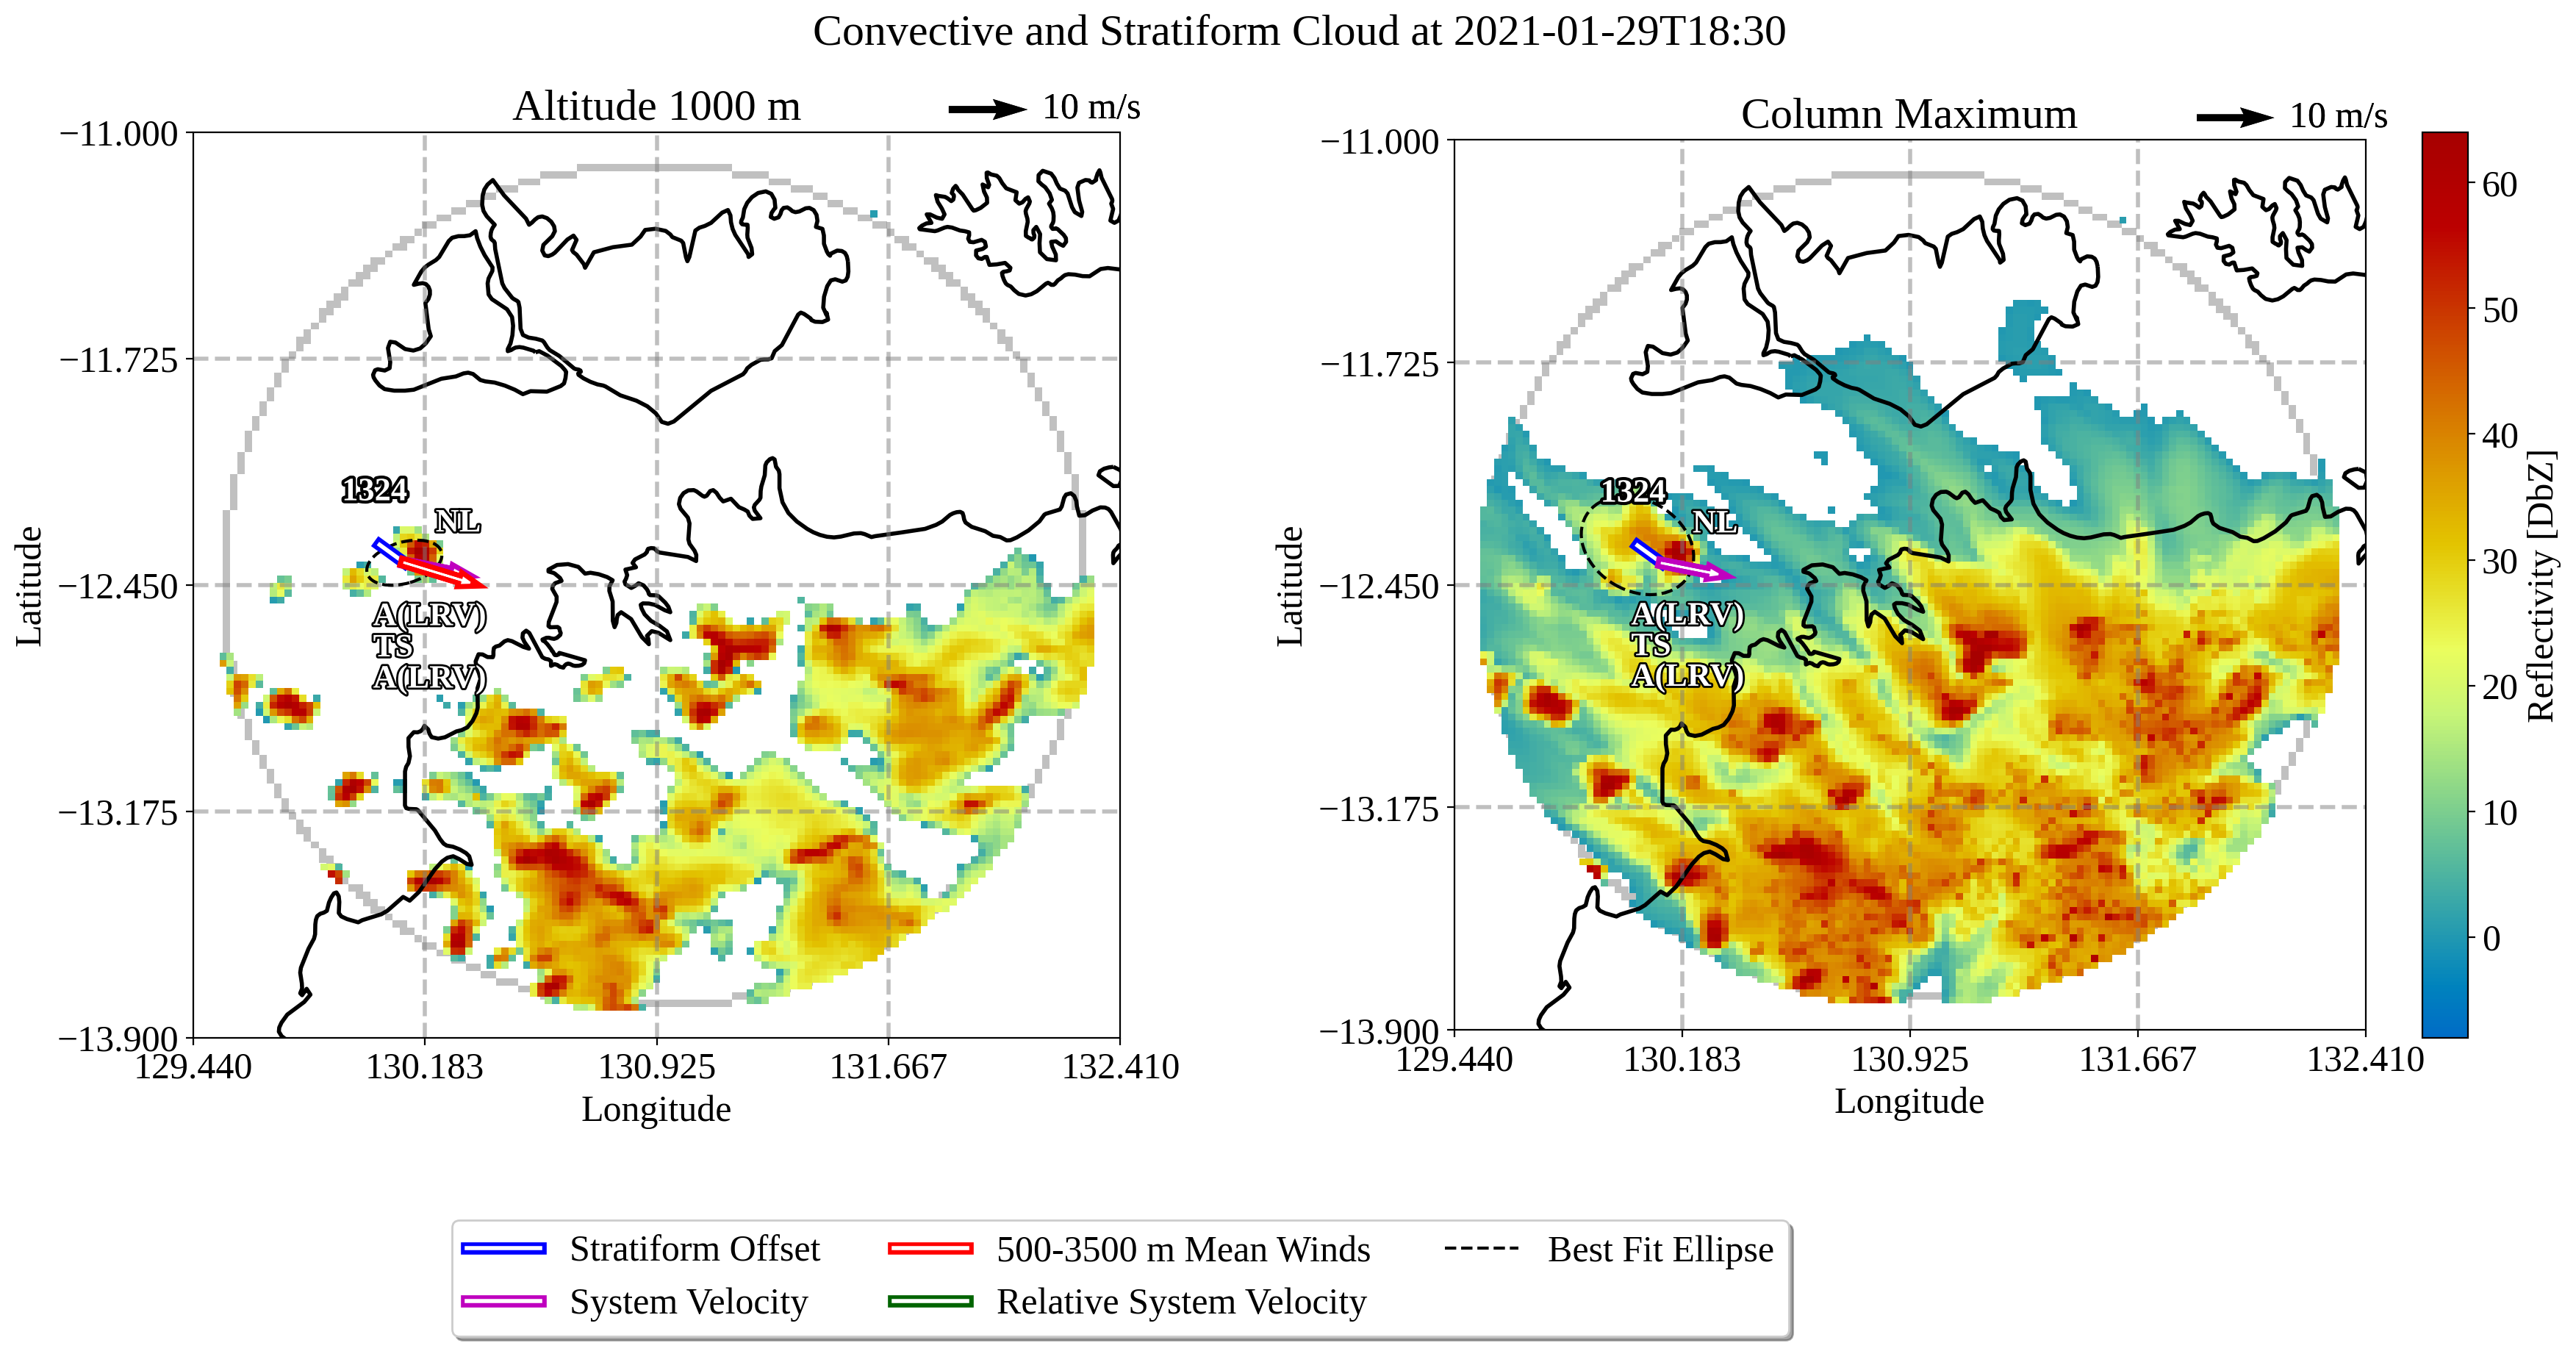 Convective and Stratiform Cloud at 2021-01-29T18:30
Altitude 1000 m
10 m/s
−11.000
−11.725
−12.450
−13.175
−13.900
Latitude
129.440
130.183
130.925
131.667
132.410
Longitude
1324
NL
A(LRV)
TS
A(LRV)
Column Maximum
10 m/s
−11.000
−11.725
−12.450
−13.175
−13.900
Latitude
129.440
130.183
130.925
131.667
132.410
Longitude
1324
NL
A(LRV)
TS
A(LRV)
60
50
40
30
20
10
0
Reflectivity [DbZ]
Stratiform Offset
System Velocity
500-3500 m Mean Winds
Relative System Velocity
Best Fit Ellipse